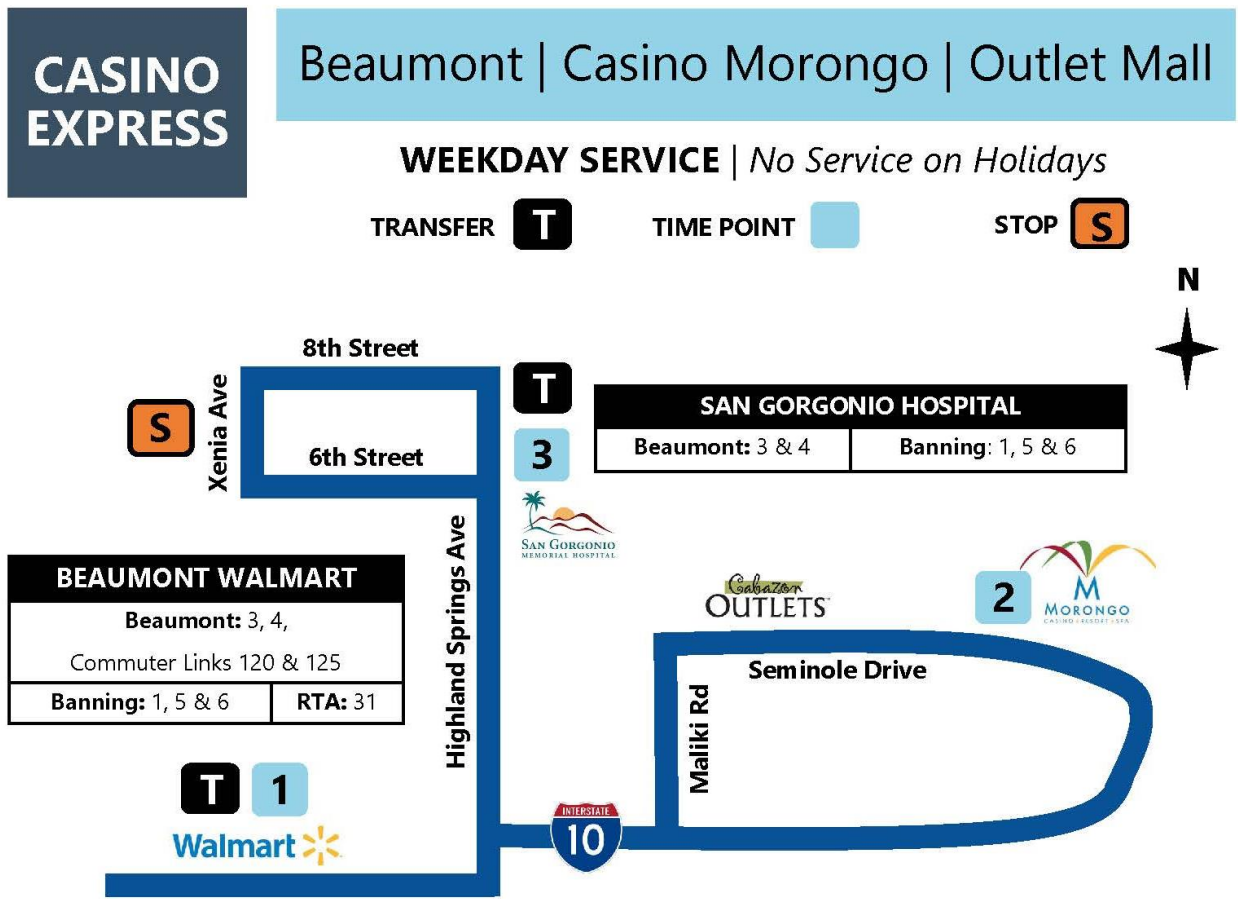 CASINO
EXPRESS
Beaumont | Casino Morongo | Outlet Mall
WEEKDAY SERVICE | No Service on Holidays
TRANSFER T TIME POINT STOP S
N
8th Street
T
S
Xenia Ave
SAN GORGONIO HOSPITAL
Beaumont: 3 & 4 Banning: 1, 5 & 6
6th Street
3
SAN GORGONIO
MEMORIAL HOSPITAL
Highland Springs Ave
BEAUMONT WALMART
Beaumont: 3, 4,
Commuter Links 120 & 125
Banning: 1, 5 & 6 RTA: 31
Cabazon
OUTLETS
2
M
MORONGO
CASINO • RESORT • SPA
Seminole Drive
Maliki Rd
T 1
Walmart
INTERSTATE
10